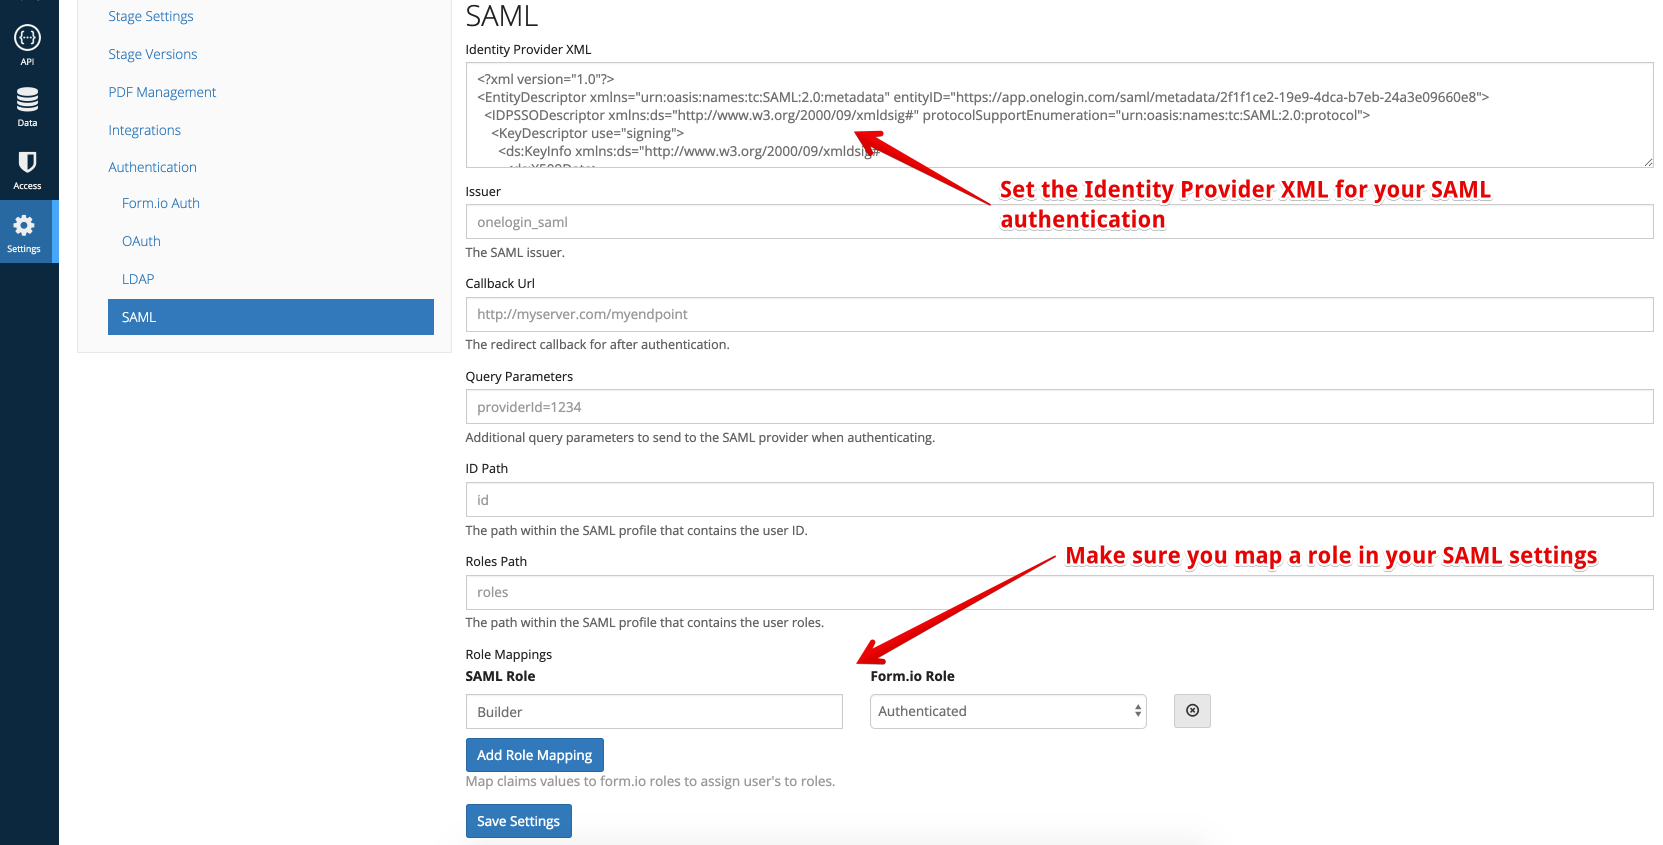 API
Data
Access
Settings
Stage Settings
Stage Versions
PDF Management
Integrations
Authentication
Form.io Auth
OAuth
LDAP
SAML
SAML
Identity Provider XML
<?xml version="1.0"?>
<EntityDescriptor xmlns="urn:oasis:names:tc:SAML:2.0:metadata" entityID="https://app.onelogin.com/saml/metadata/2f1f1ce2-19e9-4dca-b7eb-24a3e09660e8">
<IDPSSODescriptor xmlns:ds="http://www.w3.org/2000/09/xmldsig#" protocolSupportEnumeration="urn:oasis:names:tc:SAML:2.0:protocol">
<KeyDescriptor use="signing">
<ds:KeyInfo xmlns:ds="http://www.w3.org/2000/09/xmldsig#
Set the Identity Provider XML for your SAML
authentication
Issuer
onelogin_saml
The SAML issuer.
Callback Url
http://myserver.com/myendpoint
The redirect callback for after authentication.
Query Parameters
providerId=1234
Additional query parameters to send to the SAML provider when authenticating.
ID Path
id
The path within the SAML profile that contains the user ID.
Make sure you map a role in your SAML settings
Roles Path
roles
The path within the SAML profile that contains the user roles.
Role Mappings
SAML Role Form.io Role
Builder Authenticated
Add Role Mapping
Map claims values to form.io roles to assign user's to roles.
Save Settings